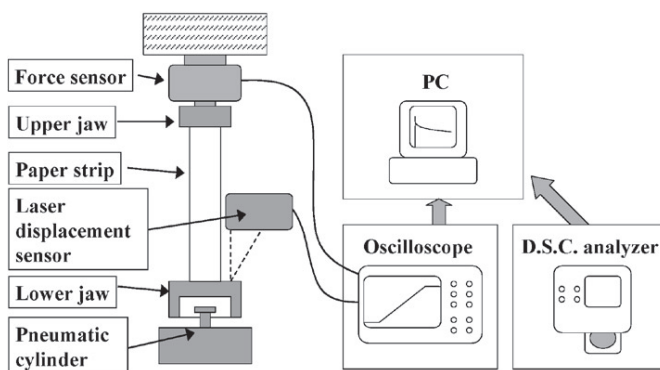 Force sensor
Upper jaw
Paper strip
Laser
displacement
sensor
Lower jaw
Pneumatic
cylinder
PC
Oscilloscope
D.S.C. analyzer